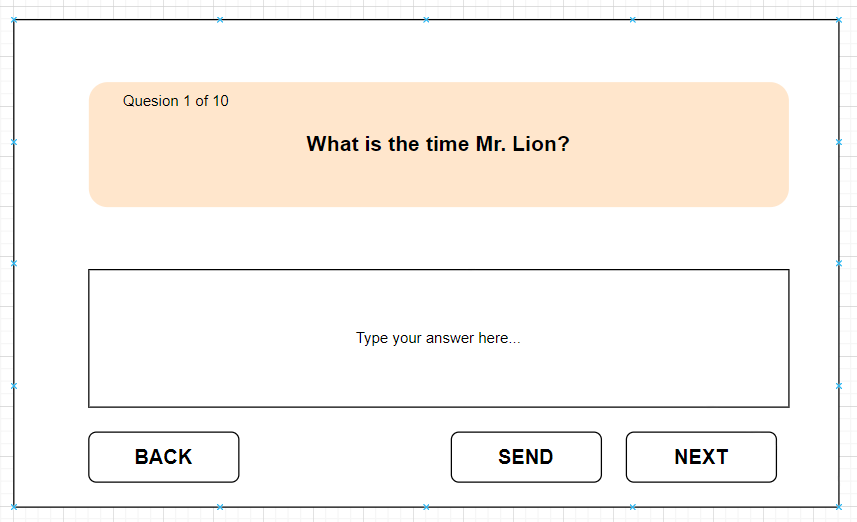 Quesion 1 of 10
What is the time Mr. Lion?
Type your answer here...
BACK
SEND
NEXT